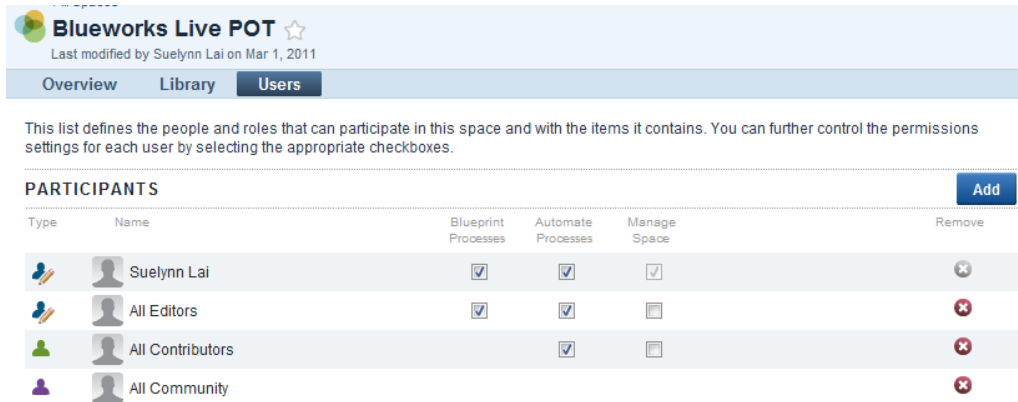 Blueworks Live POT
Last modified by Suelynn Lai on Mar 1, 2011
Overview Library Users
This list defines the people and roles that can participate in this space and with the items it contains. You can further control the permissions
settings for each user by selecting the appropriate checkboxes.
PARTICIPANTS Add
Type Name Blueprint Processes Automate Processes Manage Space Remove
Suelynn Lai
All Editors
All Contributors
All Community